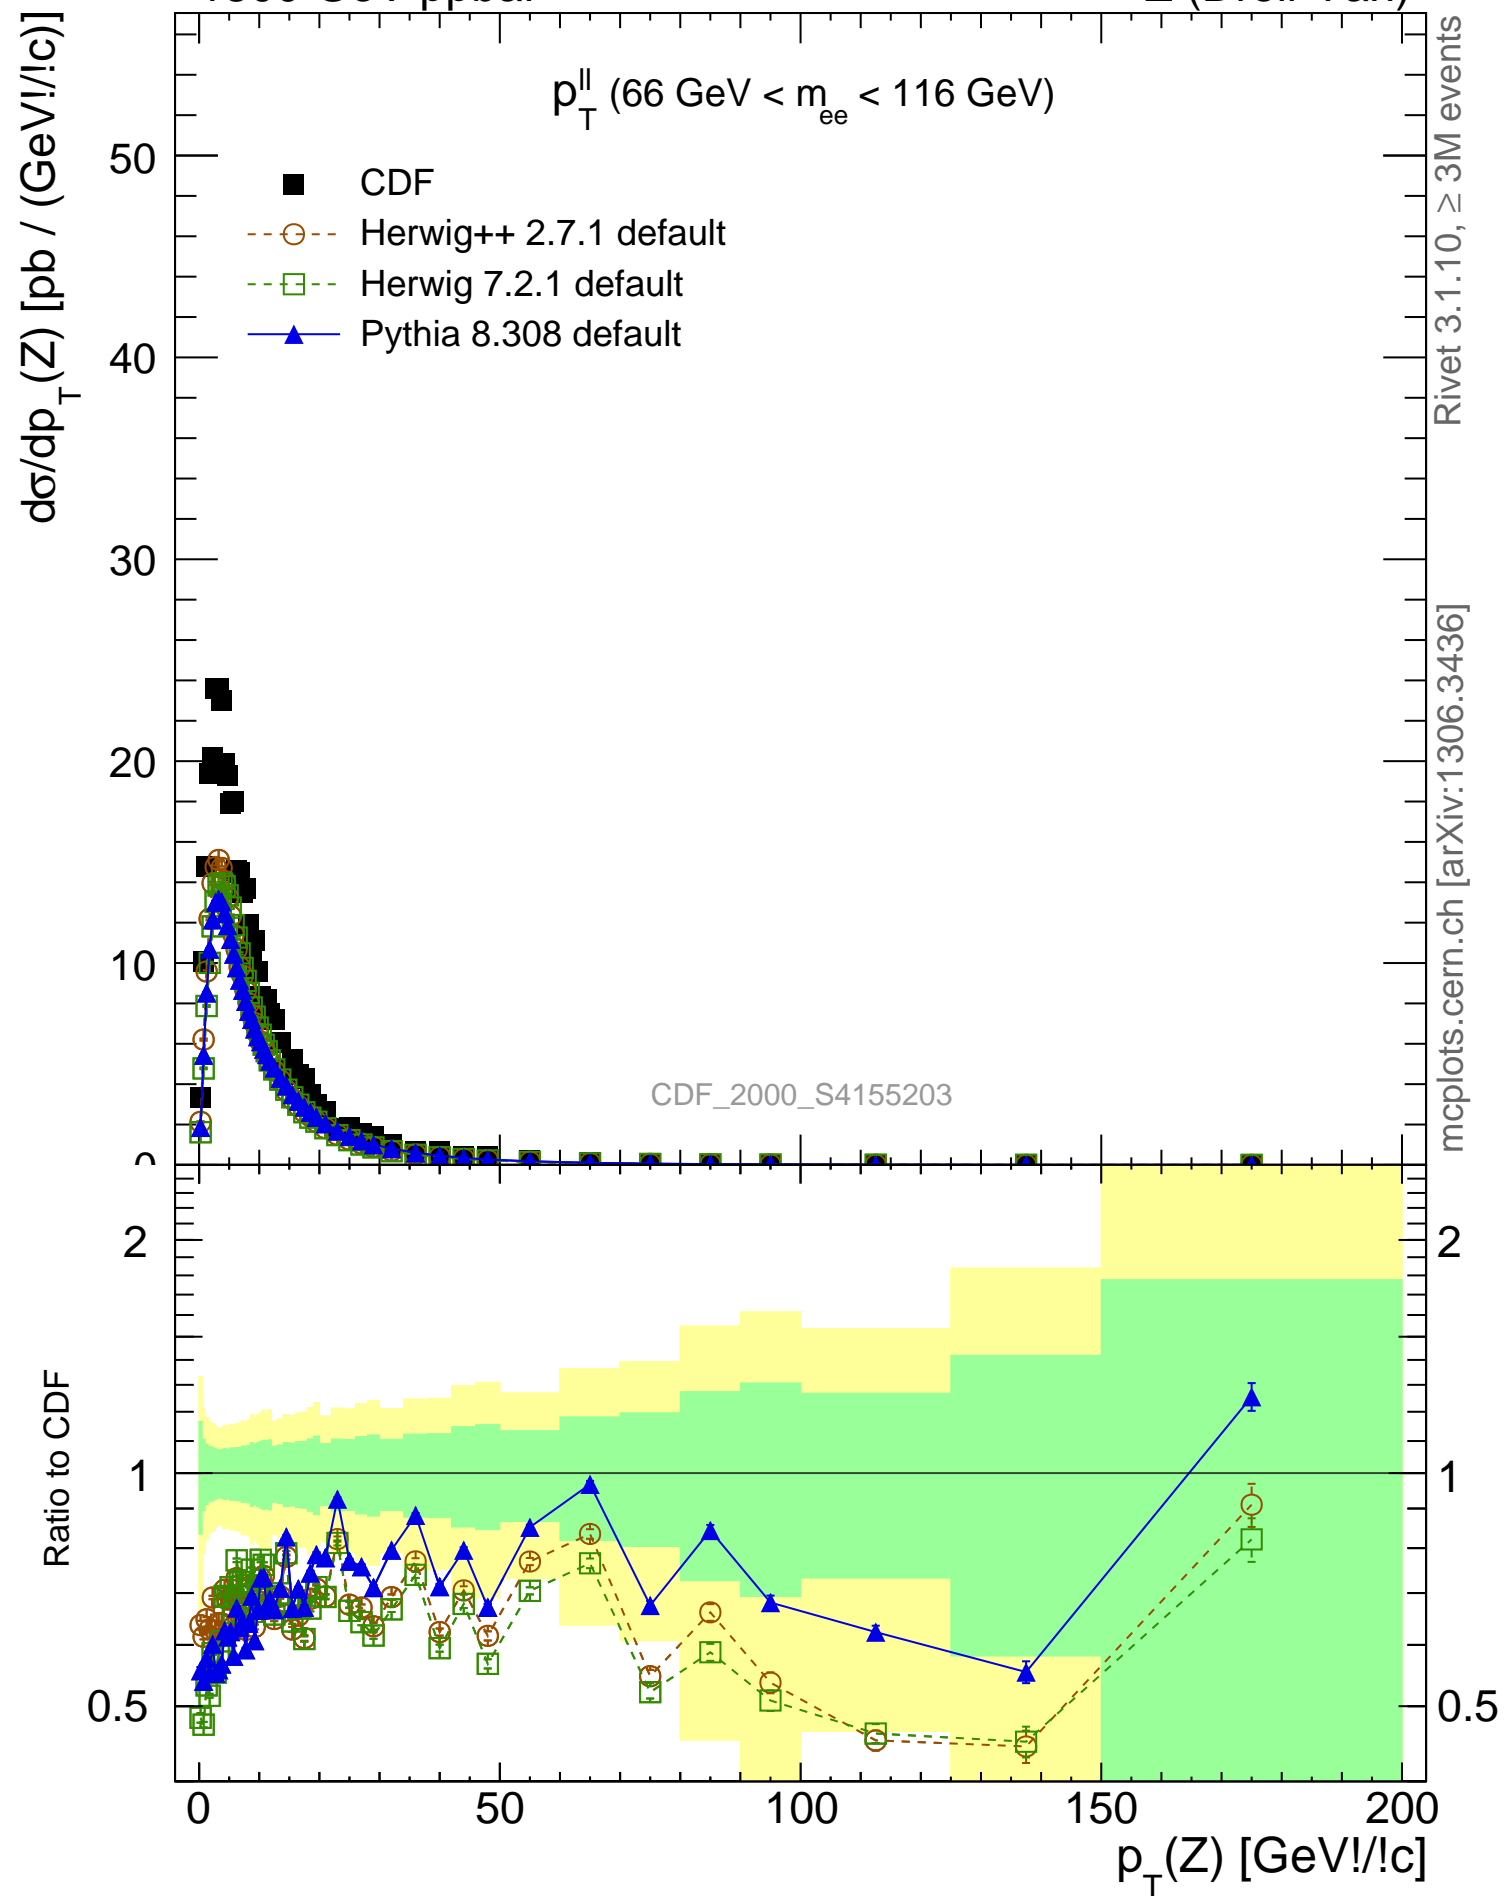 dσ/dp_T(Z) [pb / (GeV!/!c)]
p_T^ll (66 GeV < m_ee < 116 GeV)
CDF
Herwig++ 2.7.1 default
Herwig 7.2.1 default
Pythia 8.308 default
50
40
30
20
10
0
CDF_2000_S4155203
Rivet 3.1.10, ≥ 3M events
mcplots.cern.ch [arXiv:1306.3436]
Ratio to CDF
2
1
0.5
2
1
0.5
0
50
100
150
200
p_T(Z) [GeV!/!c]